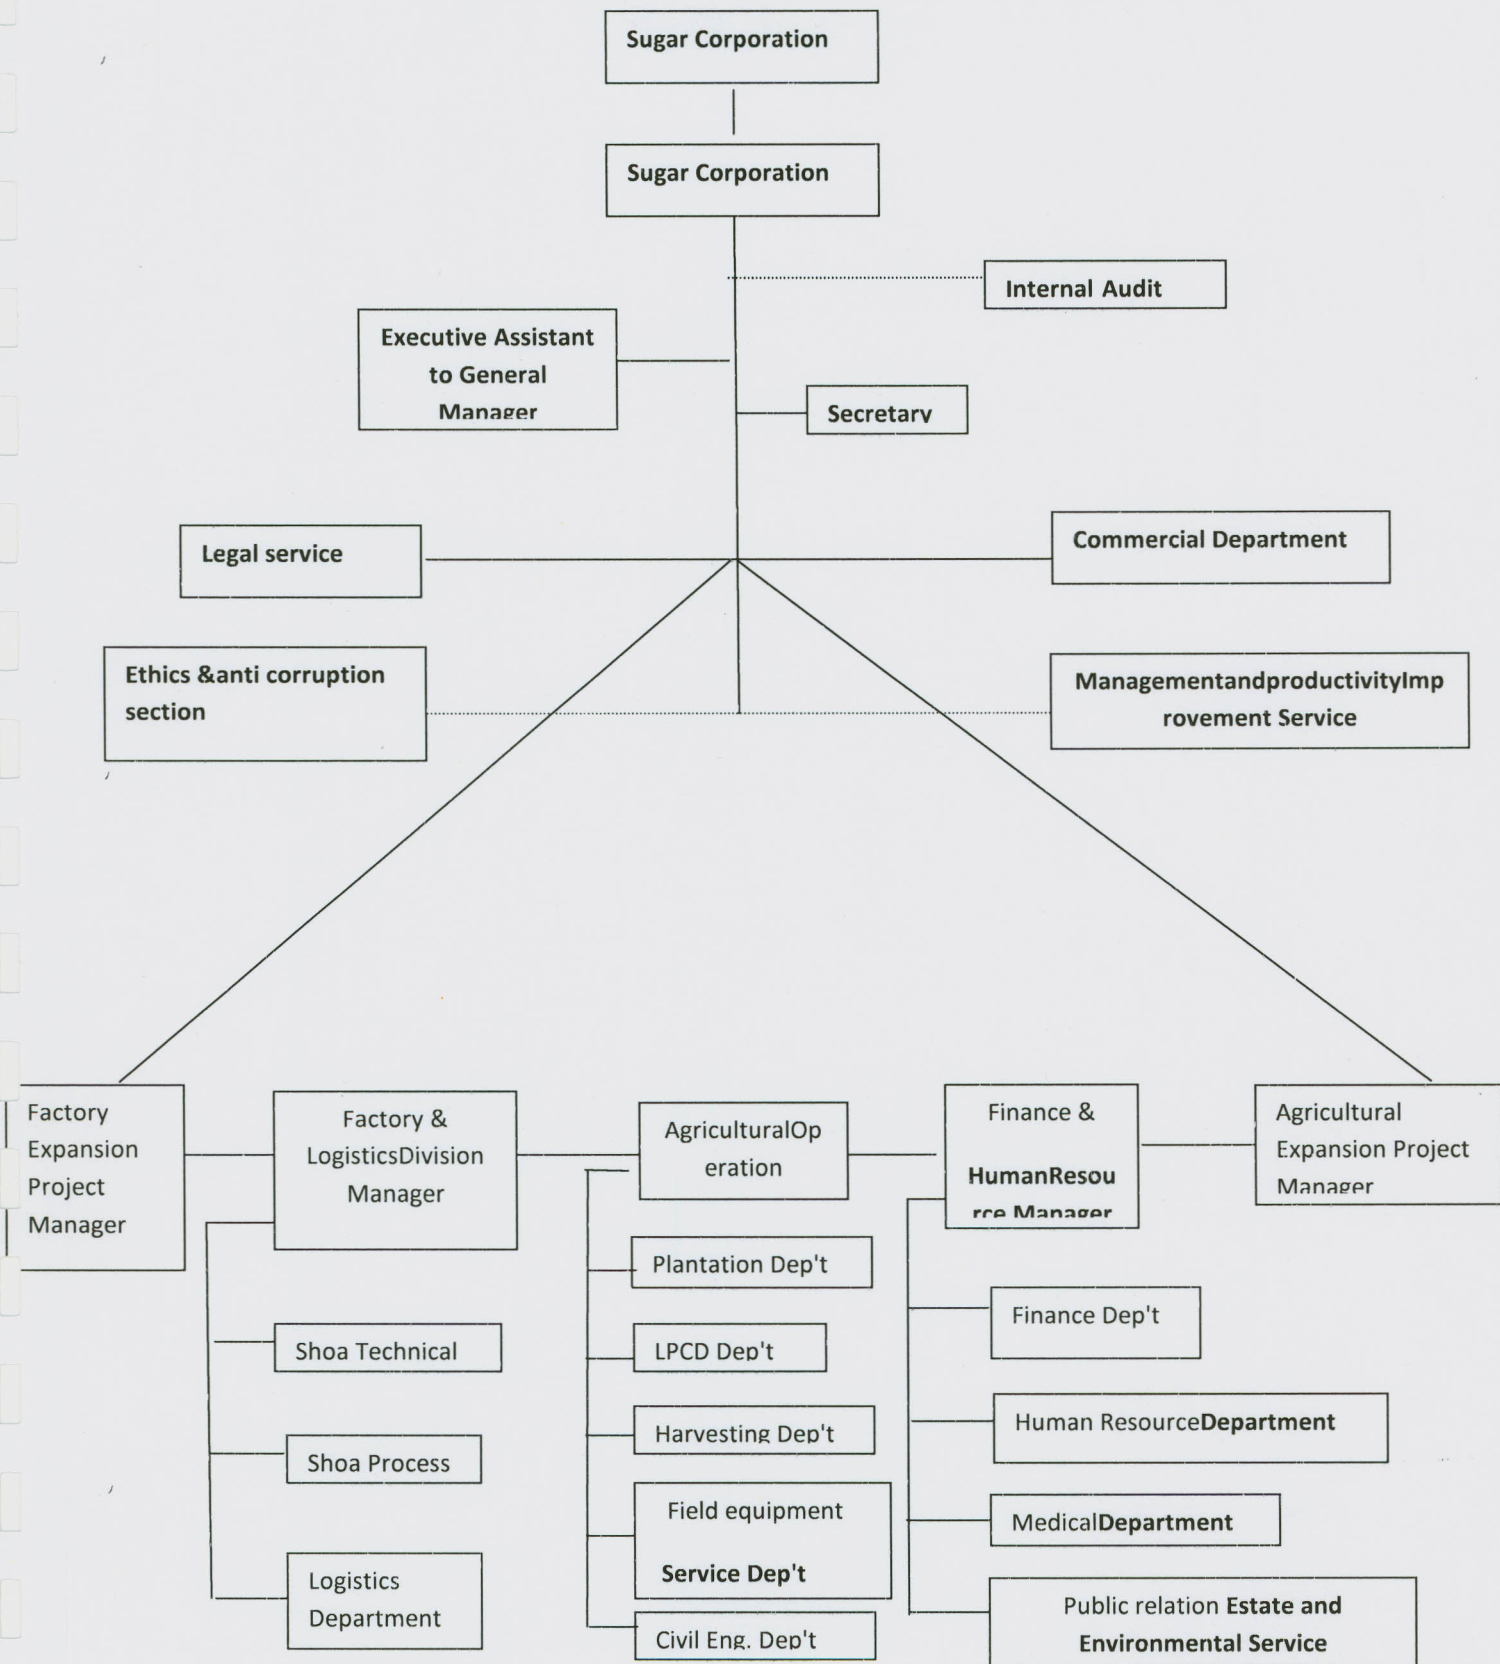 Sugar Corporation
Sugar Corporation
Internal Audit
Executive Assistant
to General
Manager
Secretary
Legal service
Commercial Department
Ethics &anti corruption
section
ManagementandproductivityImp
rovement Service
Factory
Expansion
Project
Manager
Factory &
LogisticsDivision
Manager
AgriculturalOp
eration
Finance &
HumanResou
rce Manager
Agricultural
Expansion Project
Manager
Shoa Technical
Shoa Process
Logistics
Department
Plantation Dep't
LPCD Dep't
Harvesting Dep't
Field equipment
Service Dep't
Civil Eng. Dep't
Finance Dep't
Human ResourceDepartment
MedicalDepartment
Public relation Estate and
Environmental Service